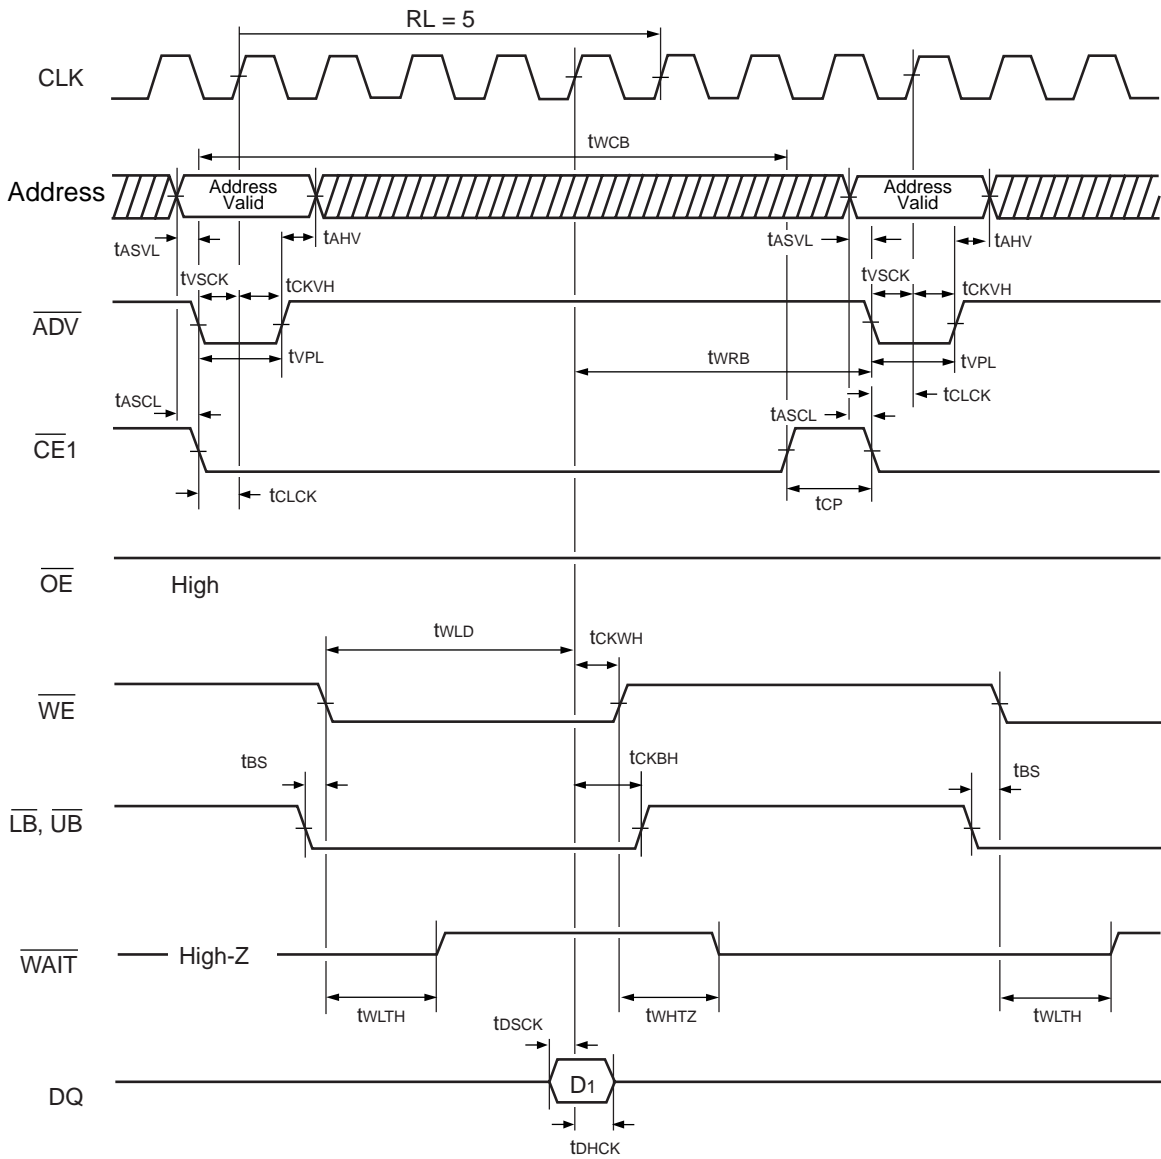 RL = 5
CLK
tWCB
Address
Address
Valid
Address
Valid
tASVL
tAHV
tASVL
tAHV
tVSCK
tCKVH
tVSCK
tCKVH
ADV
tVPL
tWRB
tVPL
tASCL
tASCL
tCLCK
CE1
tCLCK
tCP
OE
High
tWLD
tCKWH
WE
tBS
tCKBH
tBS
LB, UB
WAIT
High-Z
tWLTH
tWHTZ
tWLTH
tDSCK
DQ
D1
tDHCK